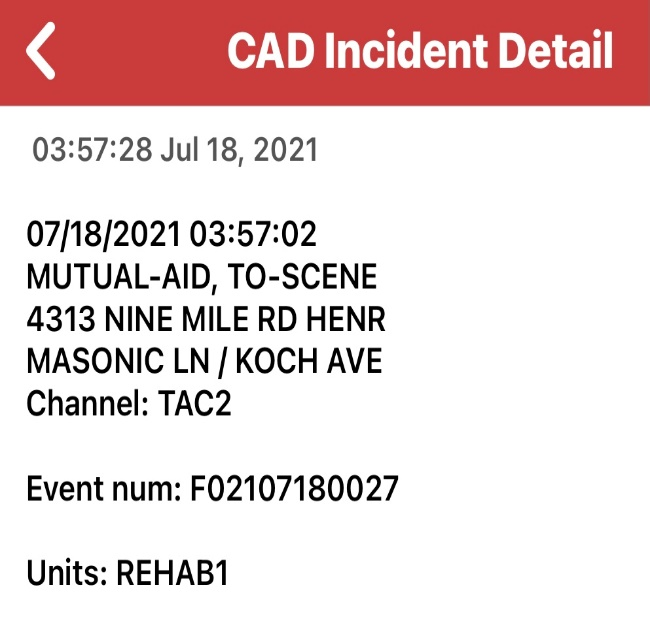 CAD Incident Detail
03:57:28 Jul 18, 2021
07/18/2021 03:57:02
MUTUAL-AID, TO-SCENE
4313 NINE MILE RD HENR
MASONIC LN / KOCH AVE
Channel: TAC2
Event num: F02107180027
Units: REHAB1